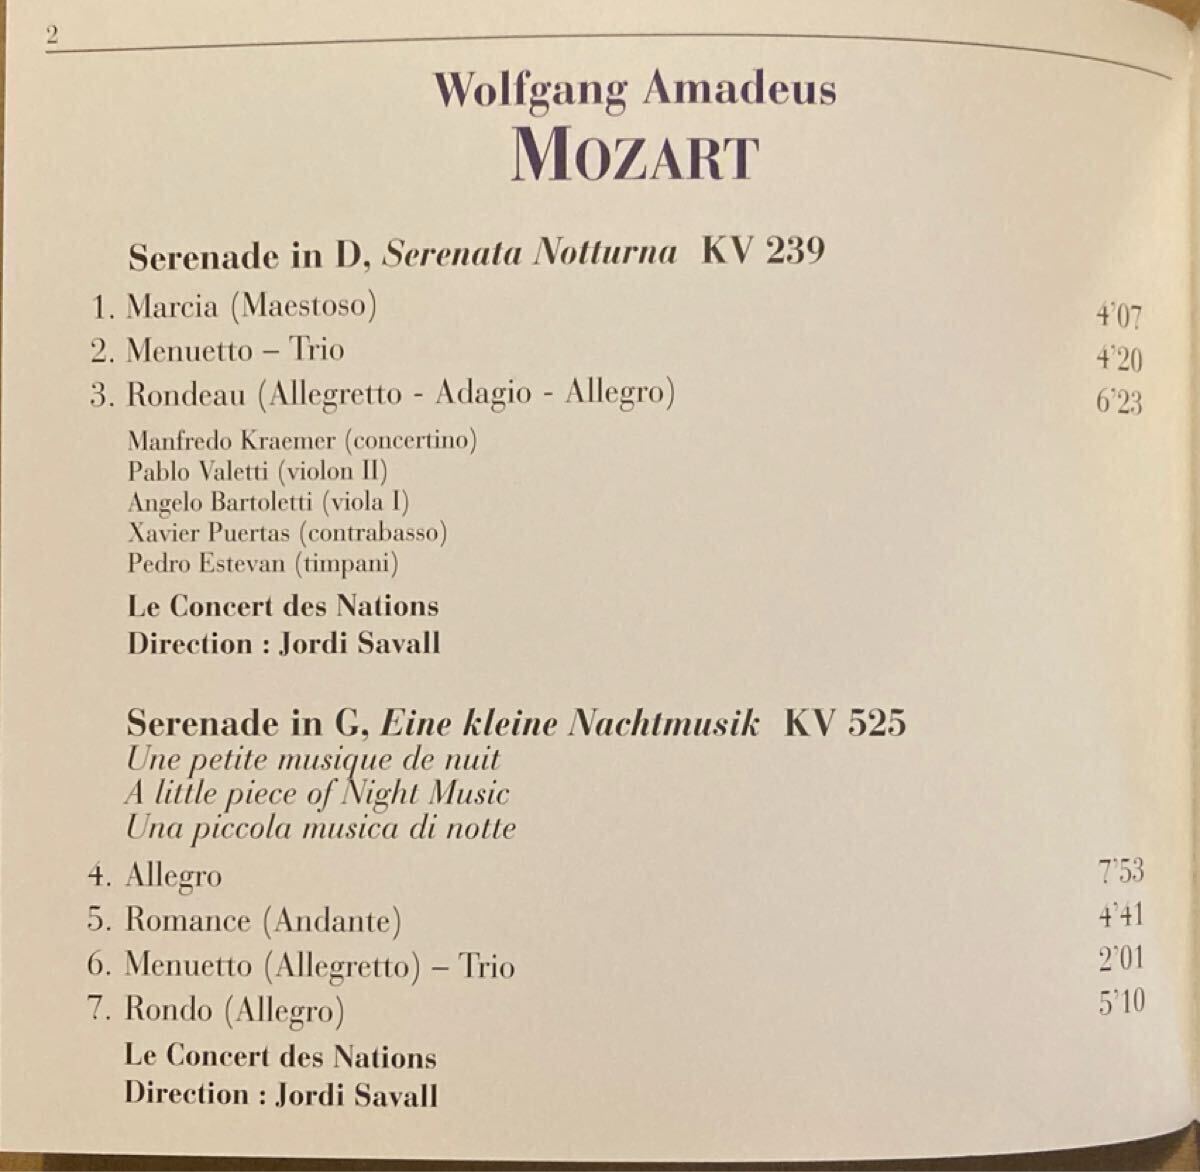 2
Wolfgang Amadeus
MOZART
Serenade in D, Serenata Notturna KV 239
1. Marcia (Maestoso) 4'07
2. Menuetto – Trio 4'20
3. Rondeau (Allegretto - Adagio - Allegro) 6'23
Manfredo Kraemer (concertino)
Pablo Valetti (violon II)
Angelo Bartoletti (viola I)
Xavier Puertas (contrabasso)
Pedro Estevan (timpani)
Le Concert des Nations
Direction : Jordi Savall
Serenade in G, Eine kleine Nachtmusik KV 525
Une petite musique de nuit
A little piece of Night Music
Una piccola musica di notte
4. Allegro 7'53
5. Romance (Andante) 4'41
6. Menuetto (Allegretto) – Trio 2'01
7. Rondo (Allegro) 5'10
Le Concert des Nations
Direction : Jordi Savall